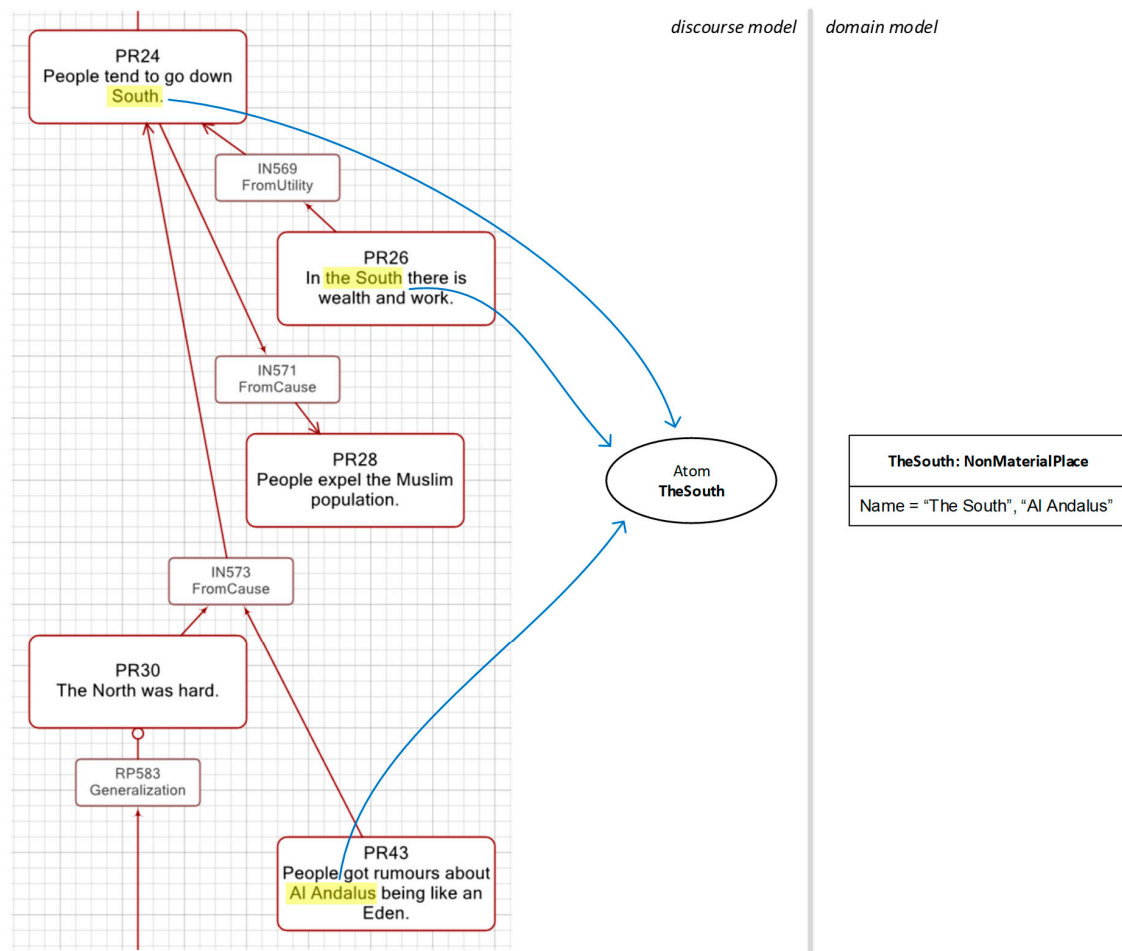 discourse model
domain model
PR24
People tend to go down
South.
IN569
FromUtility
PR26
In the South there is
wealth and work.
IN571
FromCause
PR28
People expel the Muslim
population.
Atom
TheSouth
TheSouth: NonMaterialPlace
Name = “The South”, “Al Andalus”
IN573
FromCause
PR30
The North was hard.
RP583
Generalization
PR43
People got rumours about
Al Andalus being like an
Eden.